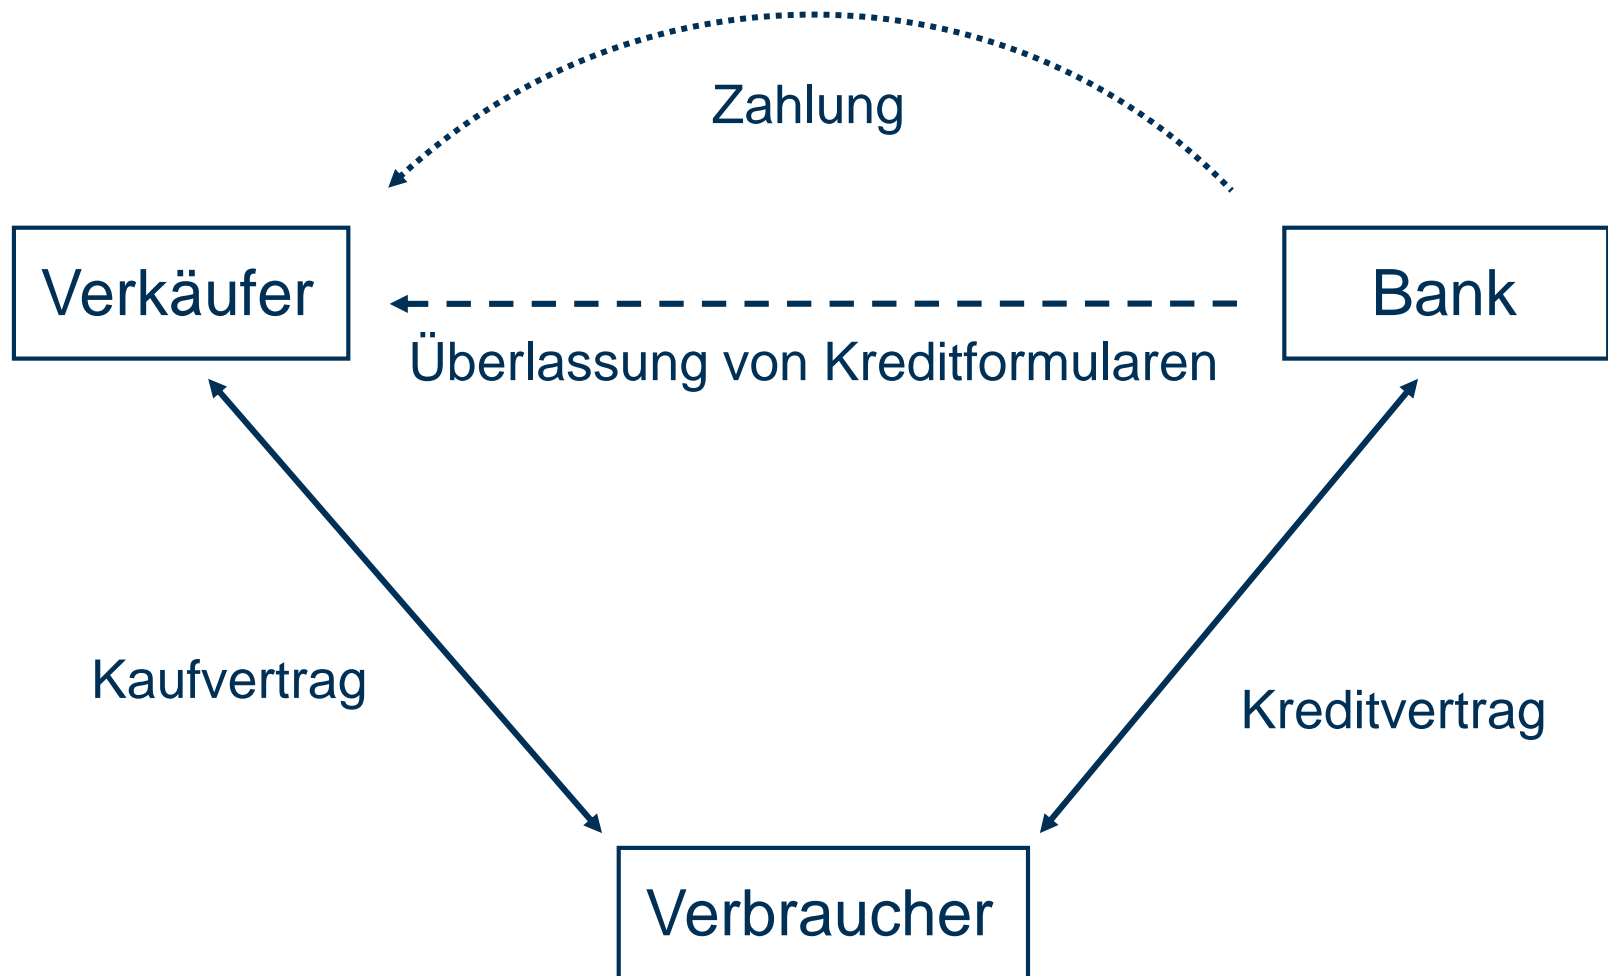 Zahlung
Verkäufer
Bank
Überlassung von Kreditformularen
Kaufvertrag
Kreditvertrag
Verbraucher